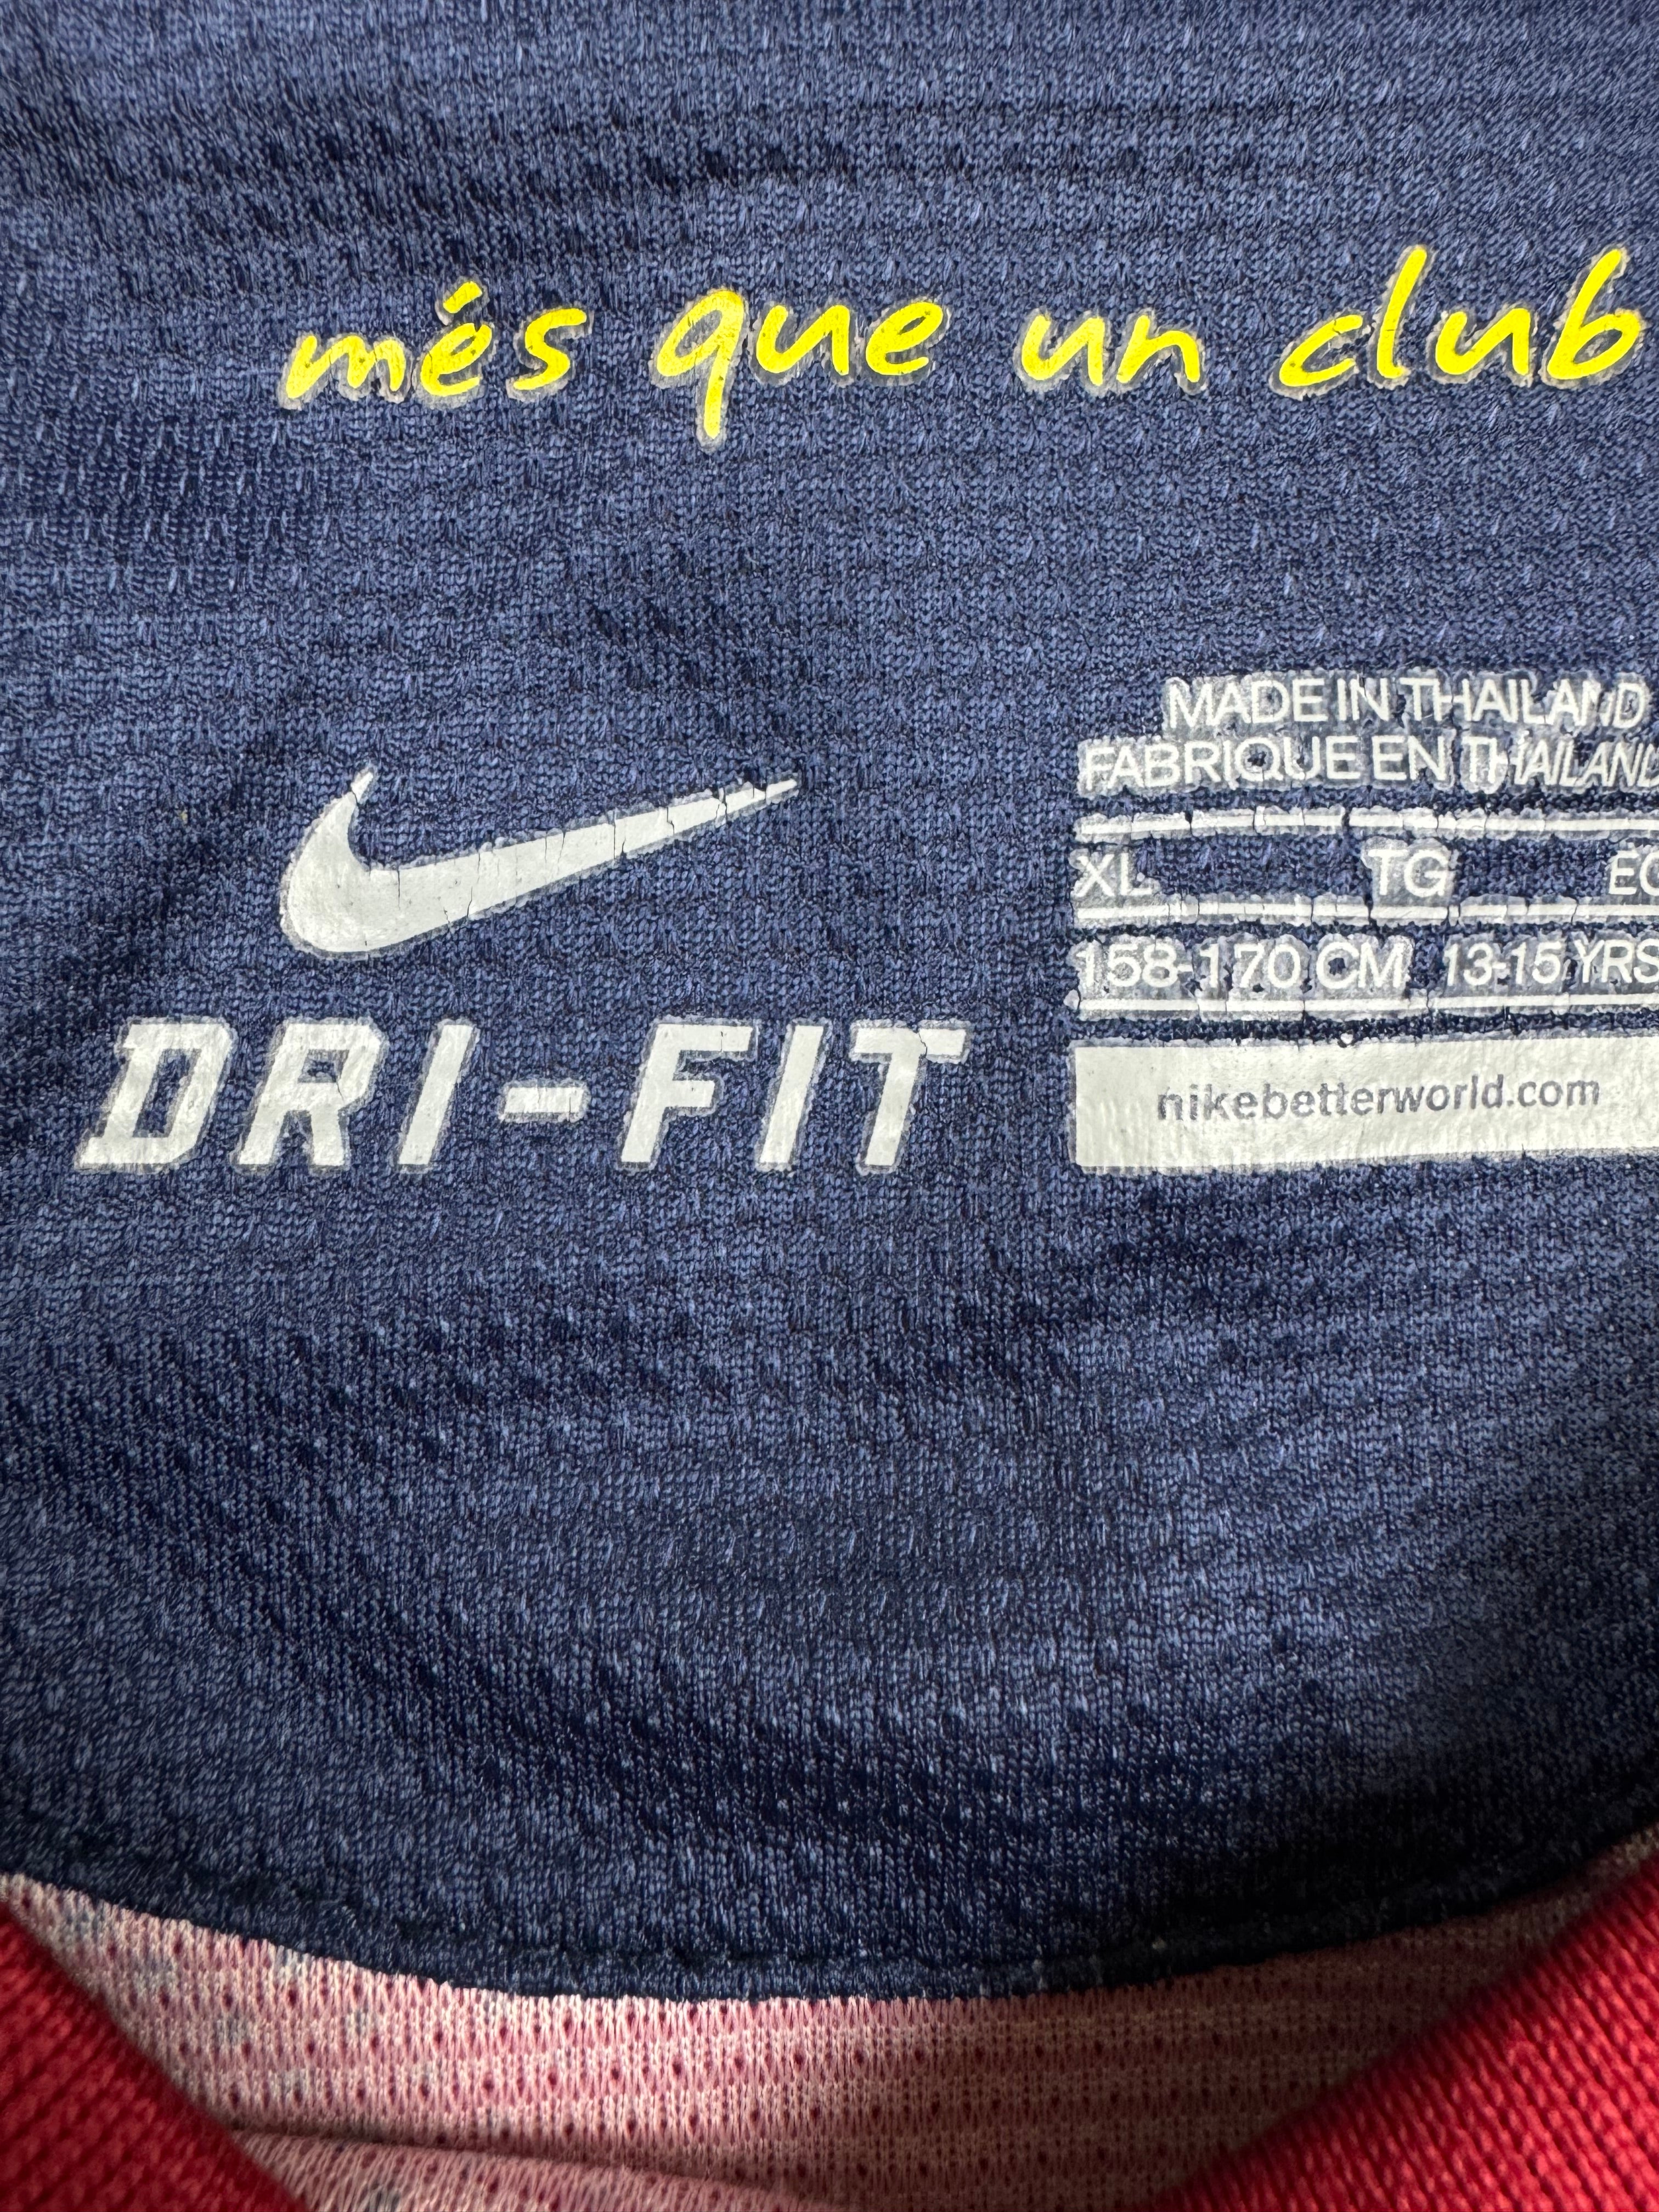 més que un club
MADE IN THAILAND
FABRIQUE EN THAILAND
XL TG
158-170 CM 13-15 YRS
nikebetterworld.com
DRI-FIT